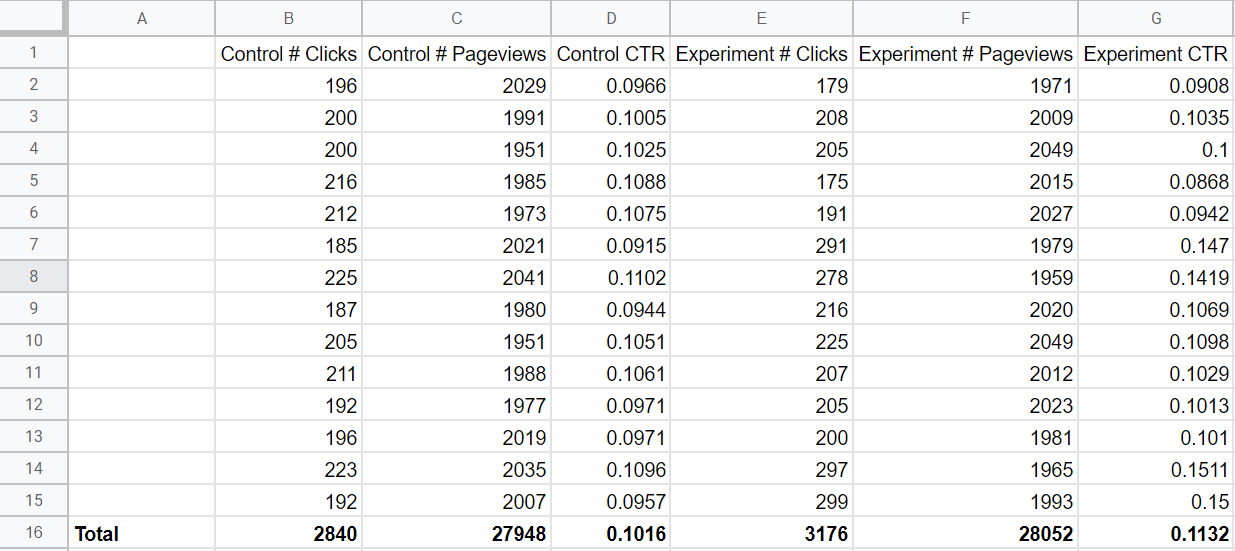 A B C D E F G
1 Control # Clicks Control # Pageviews Control CTR Experiment # Clicks Experiment # Pageviews Experiment CTR
2 196 2029 0.0966 179 1971 0.0908
3 200 1991 0.1005 208 2009 0.1035
4 200 1951 0.1025 205 2049 0.1
5 216 1985 0.1088 175 2015 0.0868
6 212 1973 0.1075 191 2027 0.0942
7 185 2021 0.0915 291 1979 0.147
8 225 2041 0.1102 278 1959 0.1419
9 187 1980 0.0944 216 2020 0.1069
10 205 1951 0.1051 225 2049 0.1098
11 211 1988 0.1061 207 2012 0.1029
12 192 1977 0.0971 205 2023 0.1013
13 196 2019 0.0971 200 1981 0.101
14 223 2035 0.1096 297 1965 0.1511
15 192 2007 0.0957 299 1993 0.15
16 Total 2840 27948 0.1016 3176 28052 0.1132